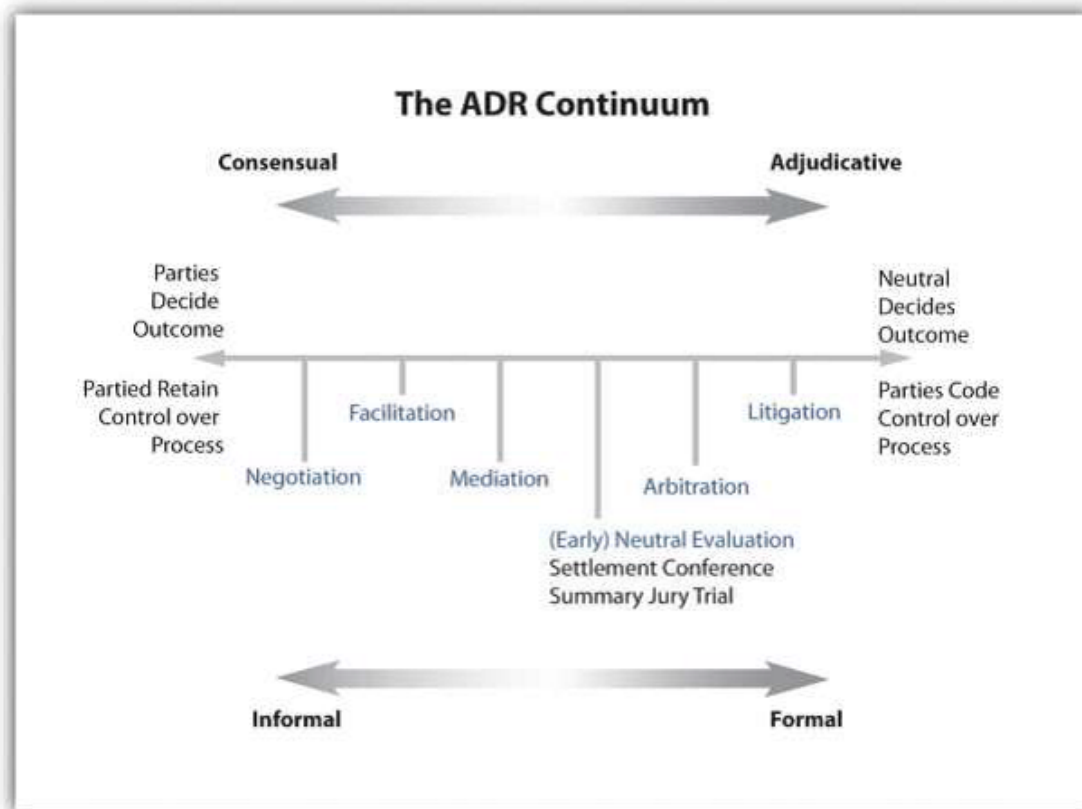 The ADR Continuum
Consensual
Adjudicative
Parties
Decide
Outcome
Neutral
Decides
Outcome
Partied Retain
Control over
Process
Parties Code
Control over
Process
Facilitation
Litigation
Negotiation
Mediation
Arbitration
(Early) Neutral Evaluation
Settlement Conference
Summary Jury Trial
Informal
Formal